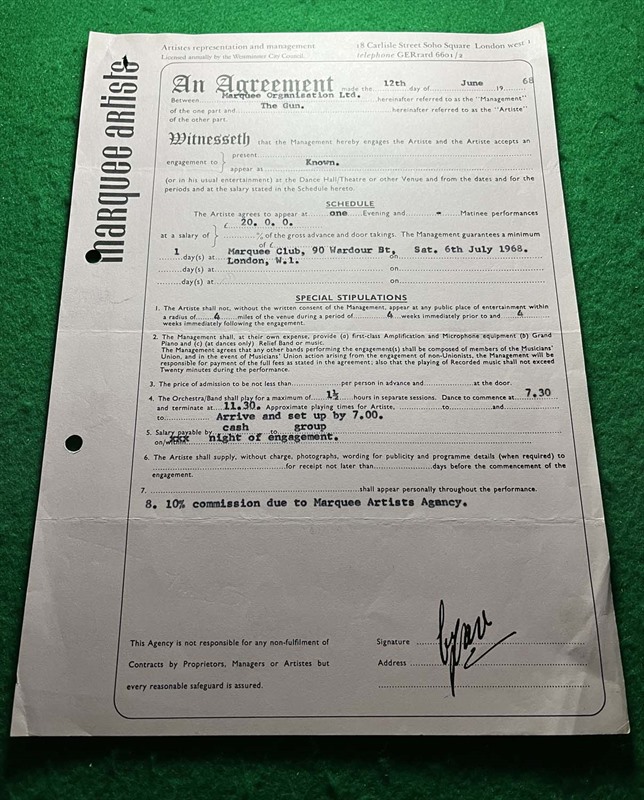 marquee artists
Artistes representation and management 18 Carlisle Street Soho Square London west 1
Licensed annually by the Westminster City Council. telephone GERrard 6601/2
An Agreement made the 12th day of June 19 68
Between Marquee Organisation Ltd. hereinafter referred to as the "Management"
of the one part and The Gun. hereinafter referred to as the "Artiste"
of the other part.
Witnesseth that the Management hereby engages the Artiste and the Artiste accepts an
present
engagement to Known.
appear at
(or in his usual entertainment) at the Dance Hall/Theatre or other Venue and from the dates and for the
periods and at the salary stated in the Schedule hereto.
SCHEDULE
The Artiste agrees to appear at one Evening and - Matinee performances
£ 20. 0. 0.
at a salary of % of the gross advance and door takings. The Management guarantees a minimum
of £
1 day(s) at Marquee Club, 90 Wardour St, on Sat. 6th July 1968.
day(s) at London, W.1. on
day(s) at on
SPECIAL STIPULATIONS
1. The Artiste shall not, without the written consent of the Management, appear at any public place of entertainment within
a radius of 4 miles of the venue during a period of 4 weeks immediately prior to and 4
weeks immediately following the engagement.
2. The Management shall, at their own expense, provide (a) first-class Amplification and Microphone equipment (b) Grand
Piano and (c) (at dances only) Relief Band or music.
The Management agrees that any other bands performing the engagement(s) shall be composed of members of the Musicians'
Union, and in the event of Musicians' Union action arising from the engagement of non-Unionists, the Management will be
responsible for payment of the full fees as stated in the agreement; also that the playing of Recorded music shall not exceed
Twenty minutes during the performance.
3. The price of admission to be not less than per person in advance and at the door.
4. The Orchestra/Band shall play for a maximum of 1½ hours in separate sessions. Dance to commence at 7.30
and terminate at 11.30. Approximate playing times for Artiste, to and
to Arrive and set up by 7.00.
5. Salary payable by cash to group
on/within xxx night of engagement.
6. The Artiste shall supply, without charge, photographs, wording for publicity and programme details (when required) to
for receipt not later than days before the commencement of the
engagement.
7. shall appear personally throughout the performance.
8. 10% commission due to Marquee Artists Agancy.
This Agency is not responsible for any non-fulfilment of Signature
Contracts by Proprietors, Managers or Artistes but Address
every reasonable safeguard is assured.